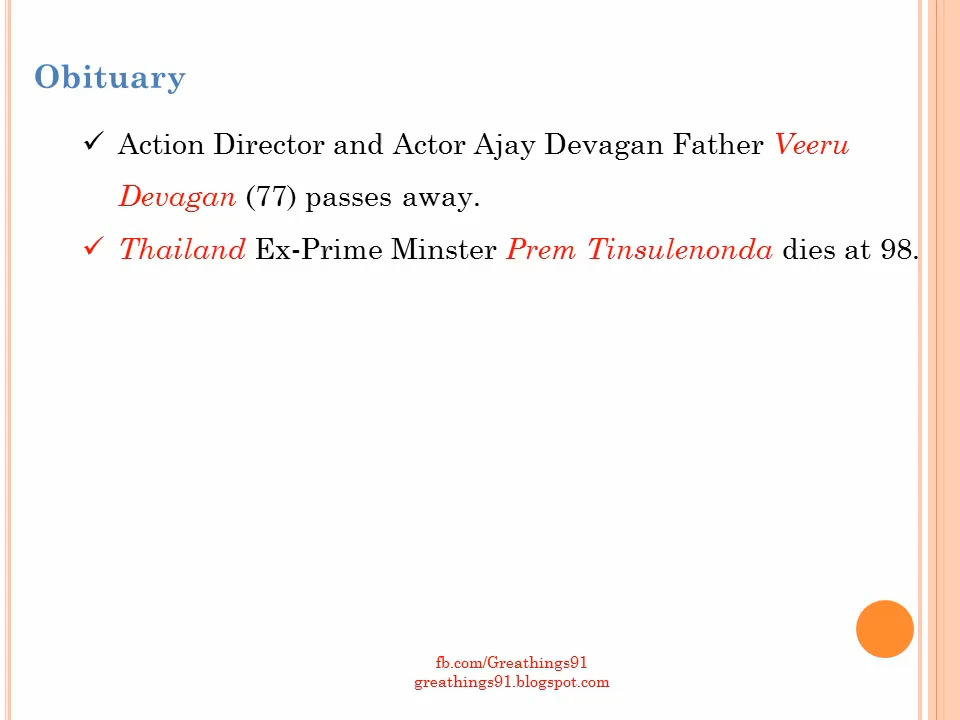 Obituary
✓ Action Director and Actor Ajay Devagan Father Veeru
Devagan (77) passes away.
✓ Thailand Ex-Prime Minster Prem Tinsulenonda dies at 98.
fb.com/Greathings91
greathings91.blogspot.com